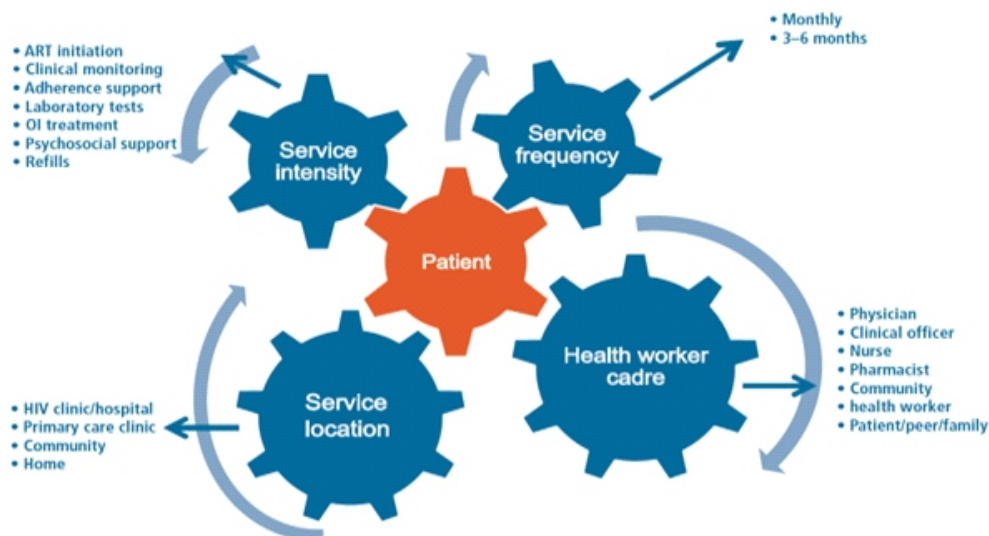 • Monthly
• 3–6 months
• ART initiation
• Clinical monitoring
• Adherence support
• Laboratory tests
• OI treatment
• Psychosocial support
• Refills
Service
intensity
Service
frequency
Patient
Health worker
cadre
• Physician
• Clinical officer
• Nurse
• Pharmacist
• Community
• health worker
• Patient/peer/family
Service
location
• HIV clinic/hospital
• Primary care clinic
• Community
• Home